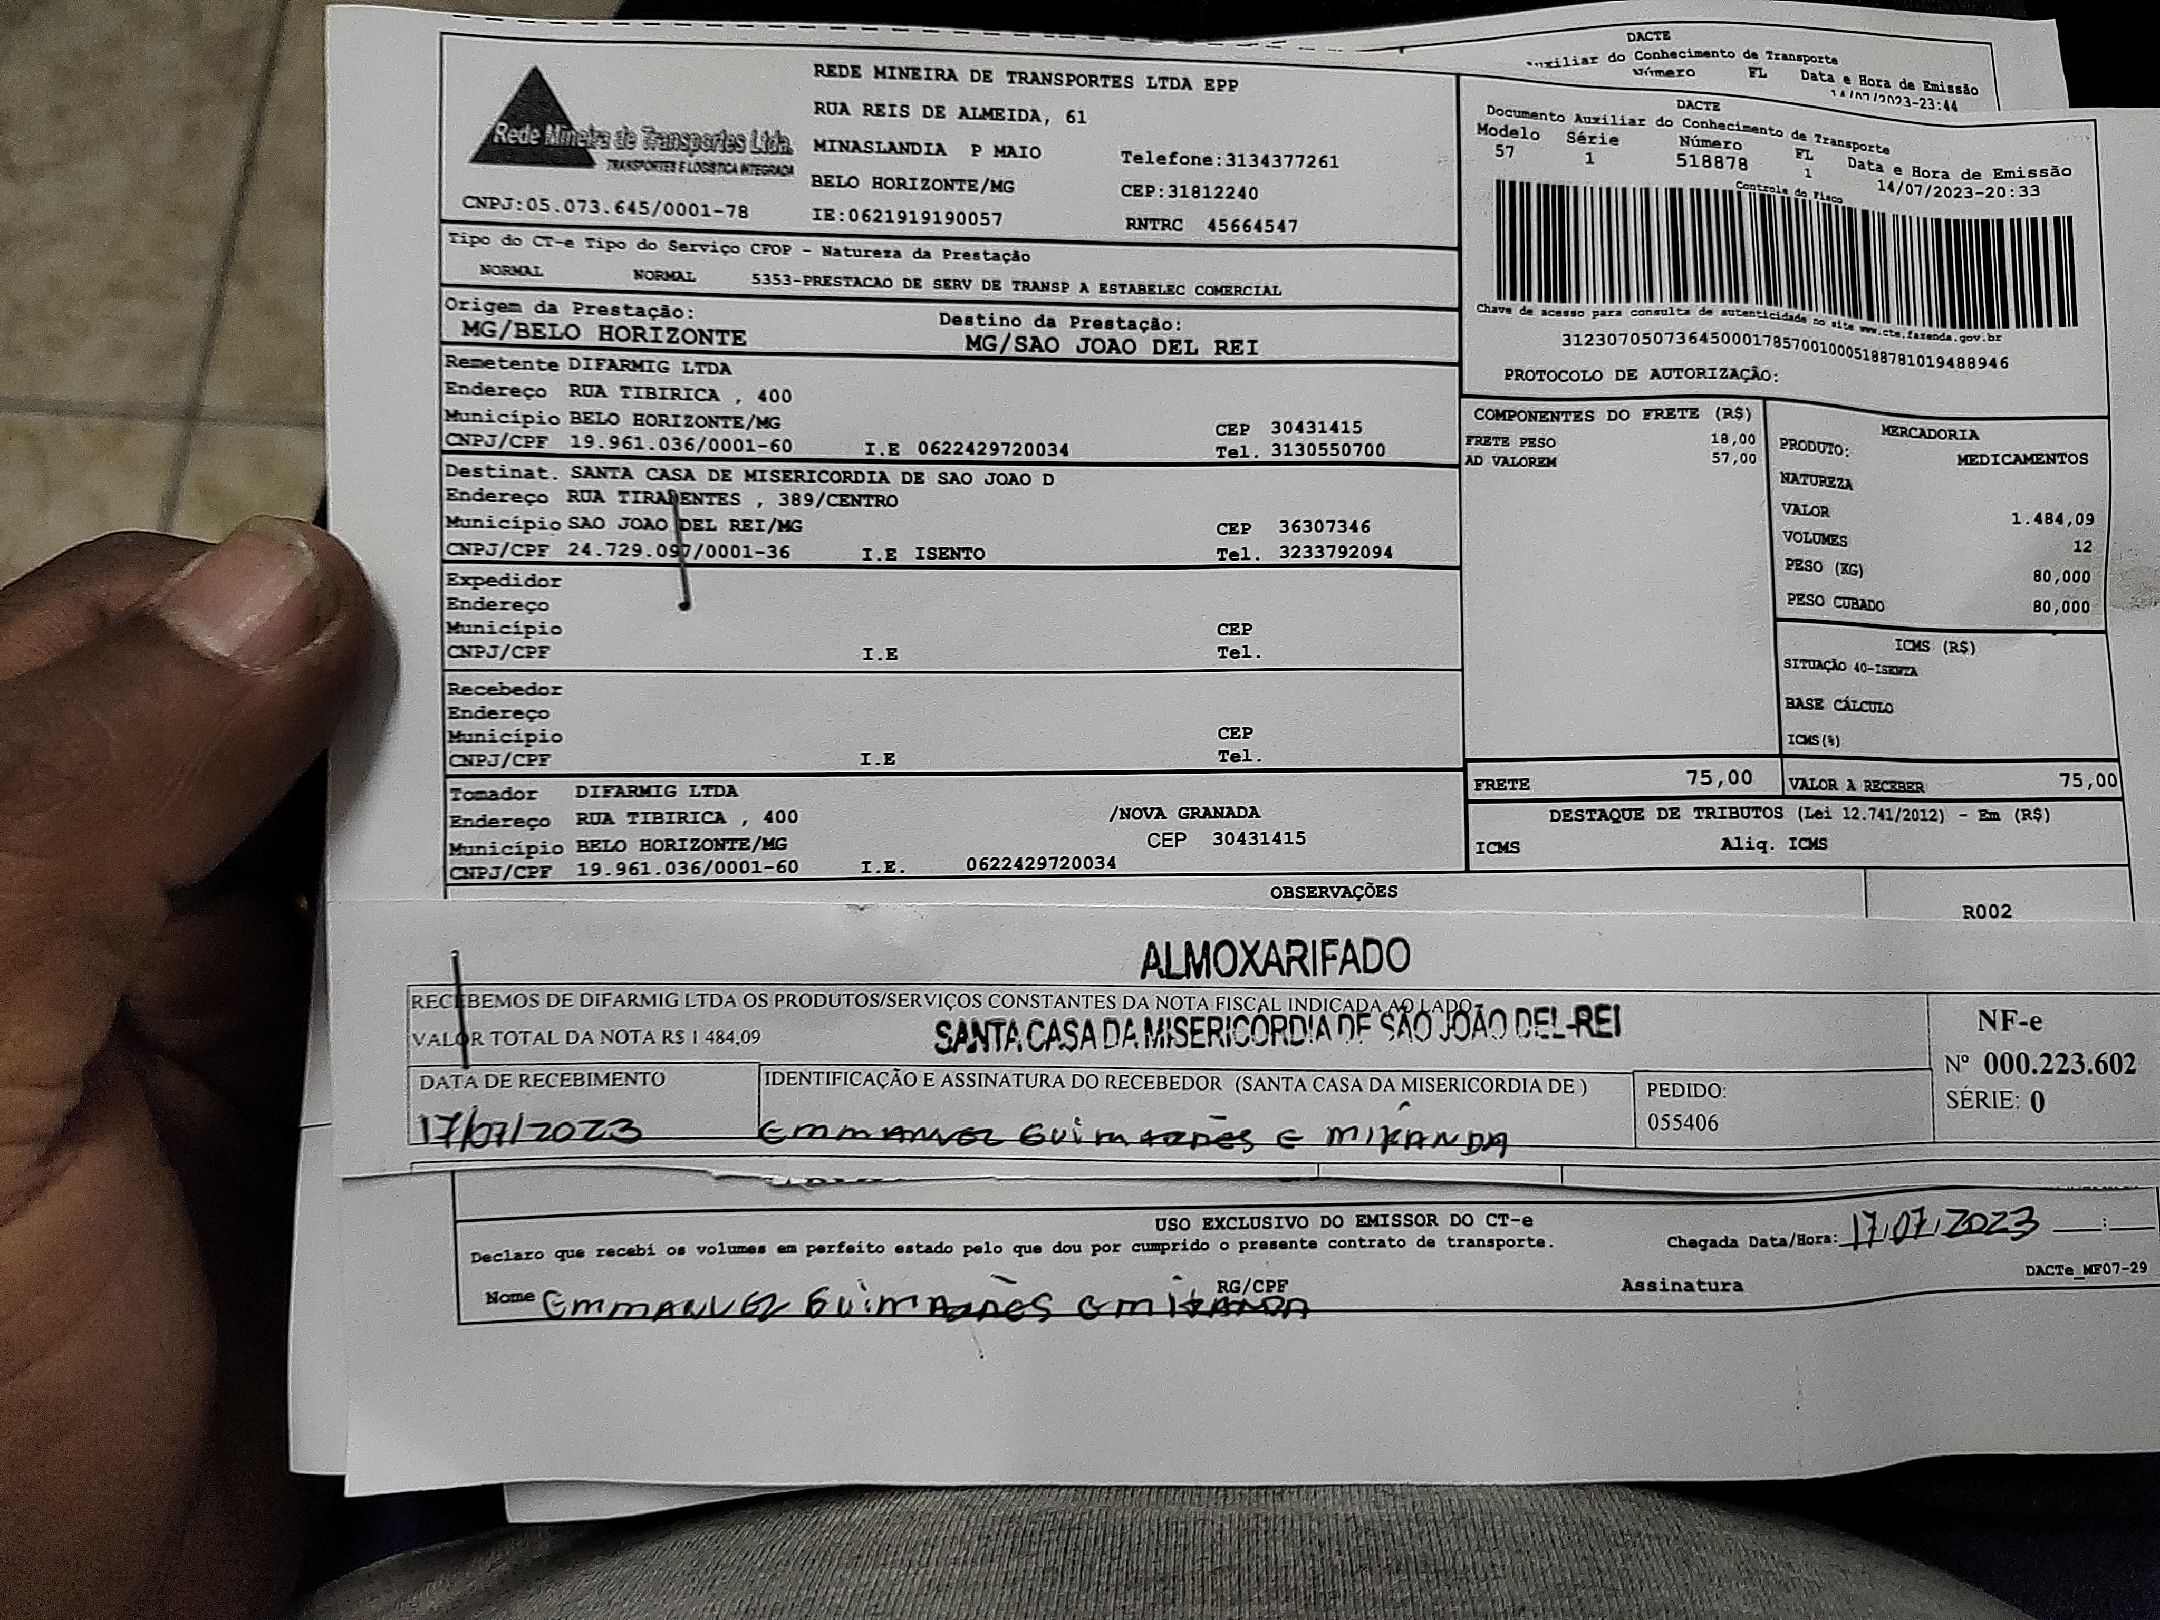 DACTE
Auxiliar do Conhecimento de Transporte
Número FL Data e Hora de Emissão
14/07/2023-23:44
Rede Mineira de Transportes Ltda.
TRANSPORTES E LOGÍSTICA INTEGRADA
CNPJ:05.073.645/0001-78
REDE MINEIRA DE TRANSPORTES LTDA EPP
RUA REIS DE ALMEIDA, 61
MINASLANDIA P MAIO Telefone:3134377261
BELO HORIZONTE/MG CEP:31812240
IE:0621919190057 RNTRC 45664547
DACTE
Documento Auxiliar do Conhecimento de Transporte
Modelo Série Número FL Data e Hora de Emissão
57 1 518878 1 14/07/2023-20:33
Controle do Fisco
Chave de acesso para consulta de autenticidade no site www.cte.fazenda.gov.br
31230705073645000178570010005188781019488946
PROTOCOLO DE AUTORIZAÇÃO:
Tipo do CT-e Tipo do Serviço CFOP - Natureza da Prestação
NORMAL NORMAL 5353-PRESTACAO DE SERV DE TRANSP A ESTABELEC COMERCIAL
Origem da Prestação: Destino da Prestação:
MG/BELO HORIZONTE MG/SAO JOAO DEL REI
Remetente DIFARMIG LTDA
Endereço RUA TIBIRICA , 400
Município BELO HORIZONTE/MG CEP 30431415
CNPJ/CPF 19.961.036/0001-60 I.E 0622429720034 Tel. 3130550700
Destinat. SANTA CASA DE MISERICORDIA DE SAO JOAO D
Endereço RUA TIRADENTES , 389/CENTRO
Município SAO JOAO DEL REI/MG CEP 36307346
CNPJ/CPF 24.729.097/0001-36 I.E ISENTO Tel. 3233792094
Expedidor
Endereço
Município CEP
CNPJ/CPF I.E Tel.
Recebedor
Endereço
Município CEP
CNPJ/CPF I.E Tel.
Tomador DIFARMIG LTDA
Endereço RUA TIBIRICA , 400 /NOVA GRANADA
Município BELO HORIZONTE/MG CEP 30431415
CNPJ/CPF 19.961.036/0001-60 I.E. 0622429720034
COMPONENTES DO FRETE (R$)
FRETE PESO 18,00
AD VALOREM 57,00
MERCADORIA
PRODUTO: MEDICAMENTOS
NATUREZA
VALOR 1.484,09
VOLUMES 12
PESO (KG) 80,000
PESO CUBADO 80,000
ICMS (R$)
SITUAÇÃO 40-ISENTA
BASE CÁLCULO
ICMS(%)
FRETE 75,00 VALOR A RECEBER 75,00
DESTAQUE DE TRIBUTOS (Lei 12.741/2012) - Em (R$)
ICMS Aliq. ICMS
OBSERVAÇÕES
R002
ALMOXARIFADO
RECEBEMOS DE DIFARMIG LTDA OS PRODUTOS/SERVIÇOS CONSTANTES DA NOTA FISCAL INDICADA AO LADO
VALOR TOTAL DA NOTA R$ 1 484,09
SANTA CASA DA MISERICORDIA DE SÃO JOÃO DEL-REI
NF-e
Nº 000.223.602
SÉRIE: 0
DATA DE RECEBIMENTO IDENTIFICAÇÃO E ASSINATURA DO RECEBEDOR (SANTA CASA DA MISERICORDIA DE ) PEDIDO:
055406
17/07/2023 EMMANUEL GUIMARÃES E MIRANDA
USO EXCLUSIVO DO EMISSOR DO CT-e
Declaro que recebi os volumes em perfeito estado pelo que dou por cumprido o presente contrato de transporte. Chegada Data/Hora: 17/07/2023 __:__
DACTe_MF07-29
Nome EMMANUEL GUIMARÃES E MIRANDA RG/CPF Assinatura